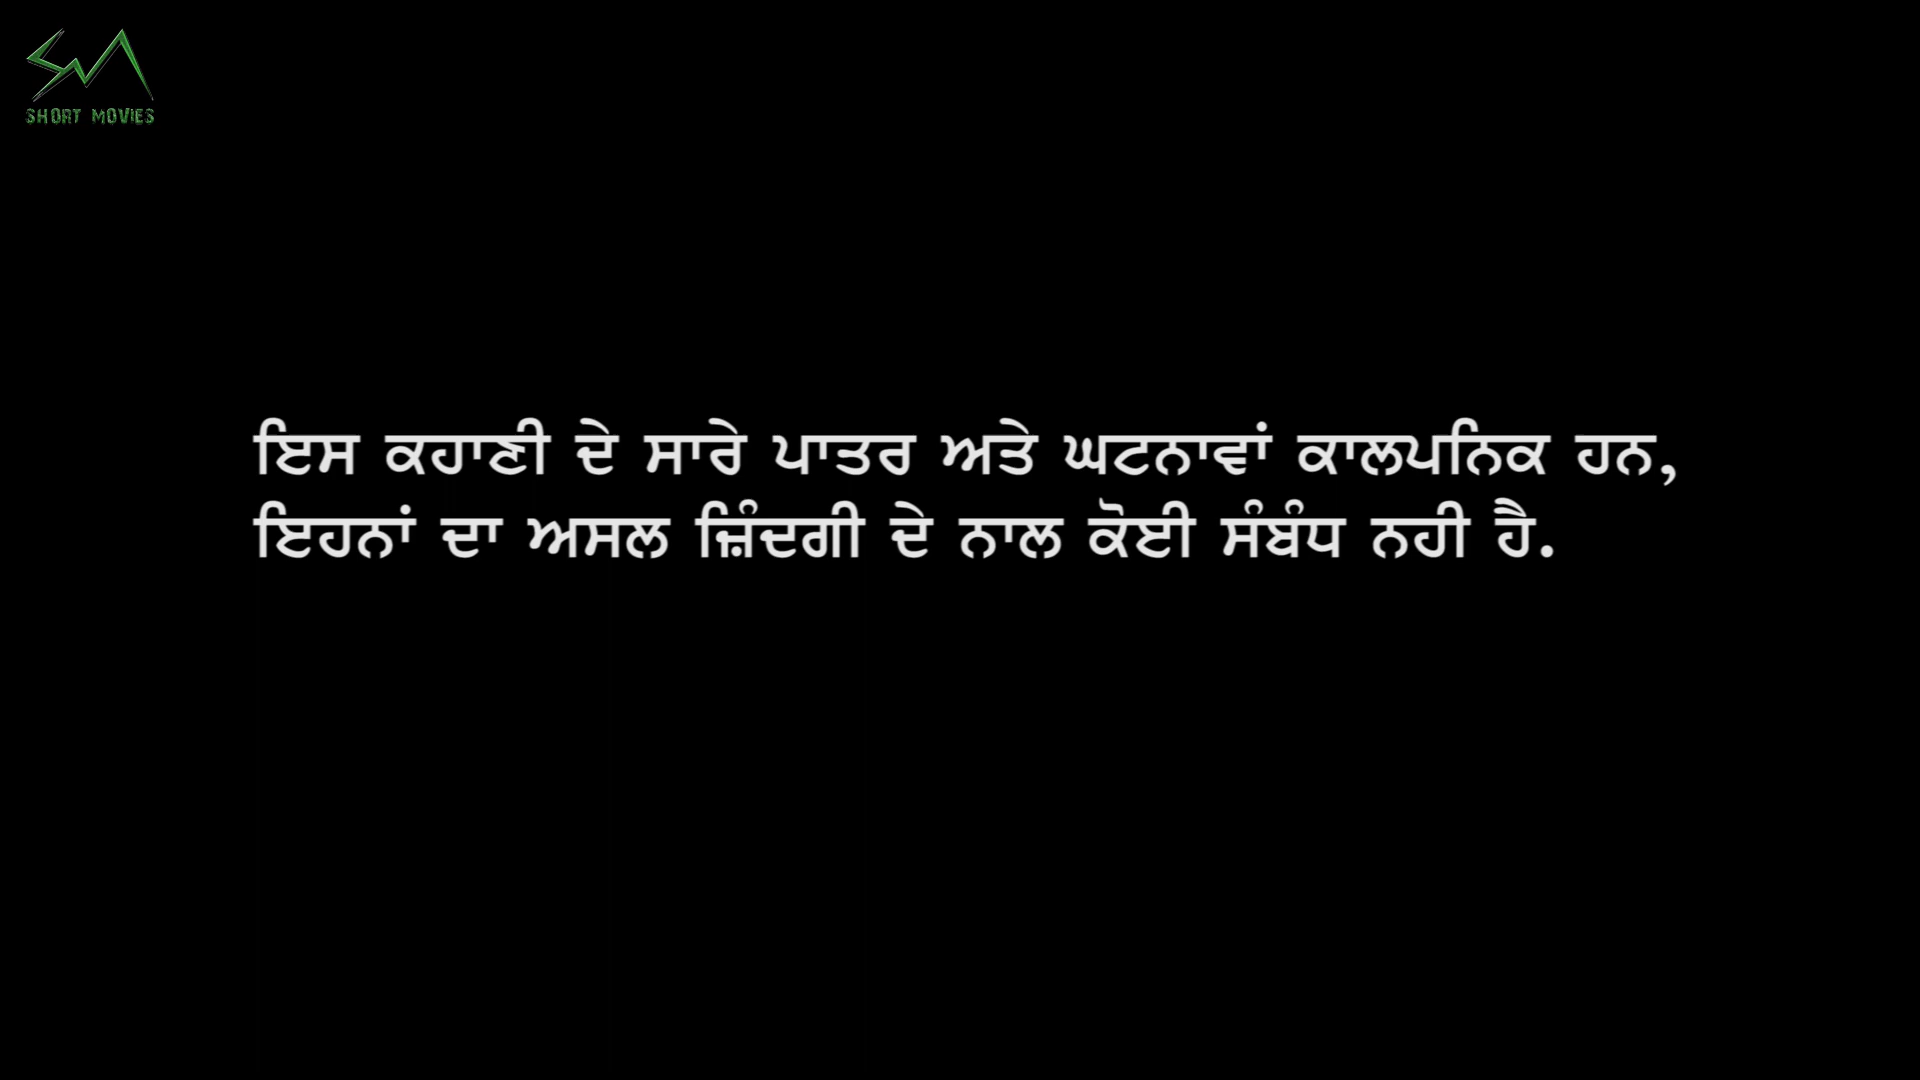 SHORT MOVIES
ਇਸ ਕਹਾਣੀ ਦੇ ਸਾਰੇ ਪਾਤਰ ਅਤੇ ਘਟਨਾਵਾਂ ਕਾਲਪਨਿਕ ਹਨ,
ਇਹਨਾਂ ਦਾ ਅਸਲ ਜ਼ਿੰਦਗੀ ਦੇ ਨਾਲ ਕੋਈ ਸੰਬੰਧ ਨਹੀ ਹੈ.